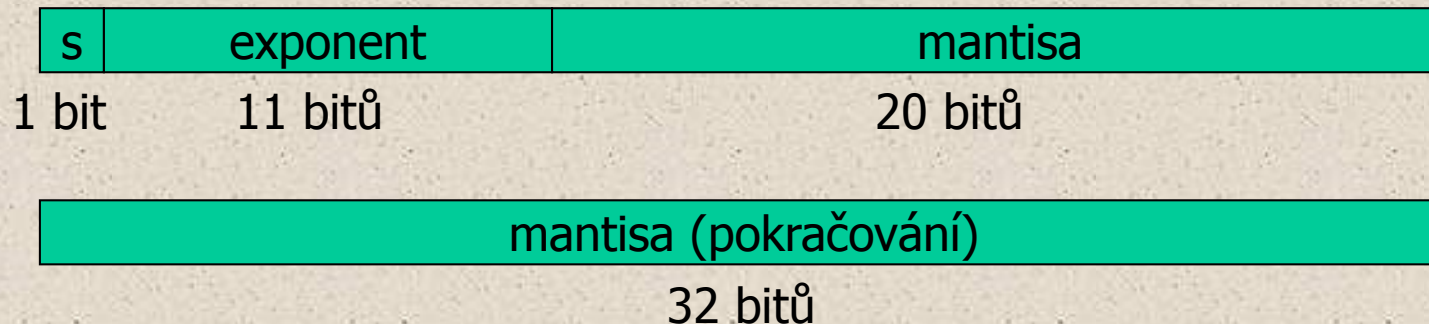 s exponent mantisa
1 bit 11 bitů 20 bitů
mantisa (pokračování)
32 bitů